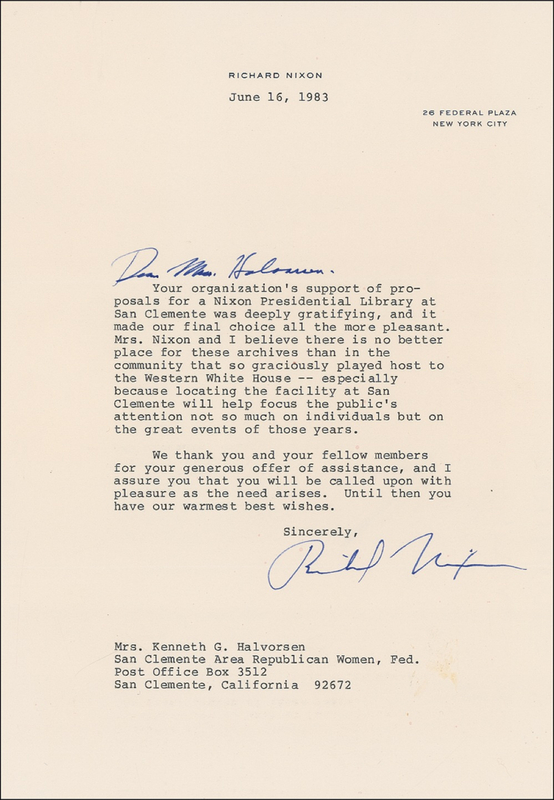 RICHARD NIXON
June 16, 1983
26 FEDERAL PLAZA
NEW YORK CITY
Dear Mrs. Halvorsen.
Your organization's support of pro-
posals for a Nixon Presidential Library at
San Clemente was deeply gratifying, and it
made our final choice all the more pleasant.
Mrs. Nixon and I believe there is no better
place for these archives than in the
community that so graciously played host to
the Western White House -- especially
because locating the facility at San
Clemente will help focus the public's
attention not so much on individuals but on
the great events of those years.
We thank you and your fellow members
for your generous offer of assistance, and I
assure you that you will be called upon with
pleasure as the need arises.  Until then you
have our warmest best wishes.
Sincerely,
Richard Nixon
Mrs. Kenneth G. Halvorsen
San Clemente Area Republican Women, Fed.
Post Office Box 3512
San Clemente, California  92672